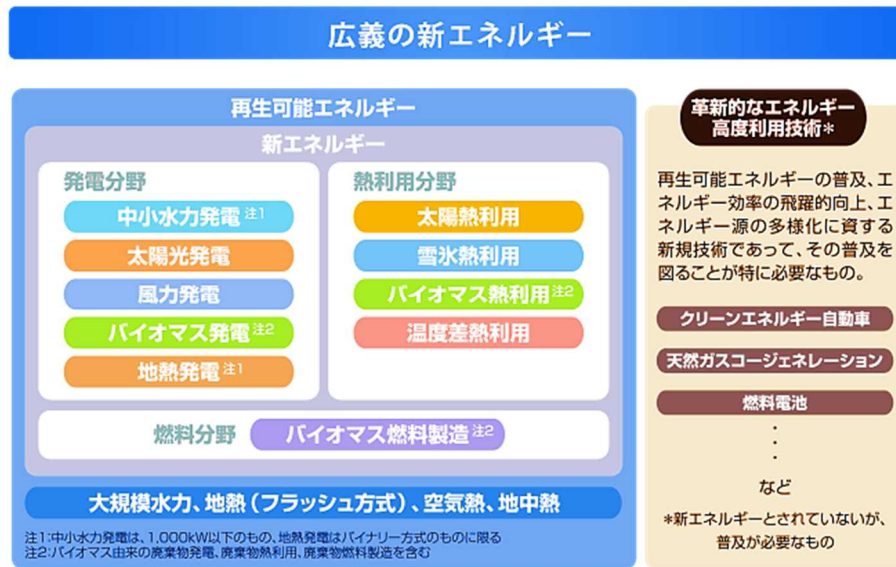 広義の新エネルギー
再生可能エネルギー
新エネルギー
発電分野
中小水力発電 注1
太陽光発電
風力発電
バイオマス発電 注2
地熱発電 注1
熱利用分野
太陽熱利用
雪氷熱利用
バイオマス熱利用 注2
温度差熱利用
燃料分野
バイオマス燃料製造 注2
大規模水力、地熱(フラッシュ方式)、空気熱、地中熱
注1:中小水力発電は、1,000kW以下のもの、地熱発電はバイナリー方式のものに限る
注2:バイオマス由来の廃棄物発電、廃棄物熱利用、廃棄物燃料製造を含む
革新的なエネルギー
高度利用技術*
再生可能エネルギーの普及、エ
ネルギー効率の飛躍的向上、エ
ネルギー源の多様化に資する
新規技術であって、その普及を
図ることが特に必要なもの。
クリーンエネルギー自動車
天然ガスコージェネレーション
燃料電池
・
・
・
など
*新エネルギーとされていないが、
普及が必要なもの